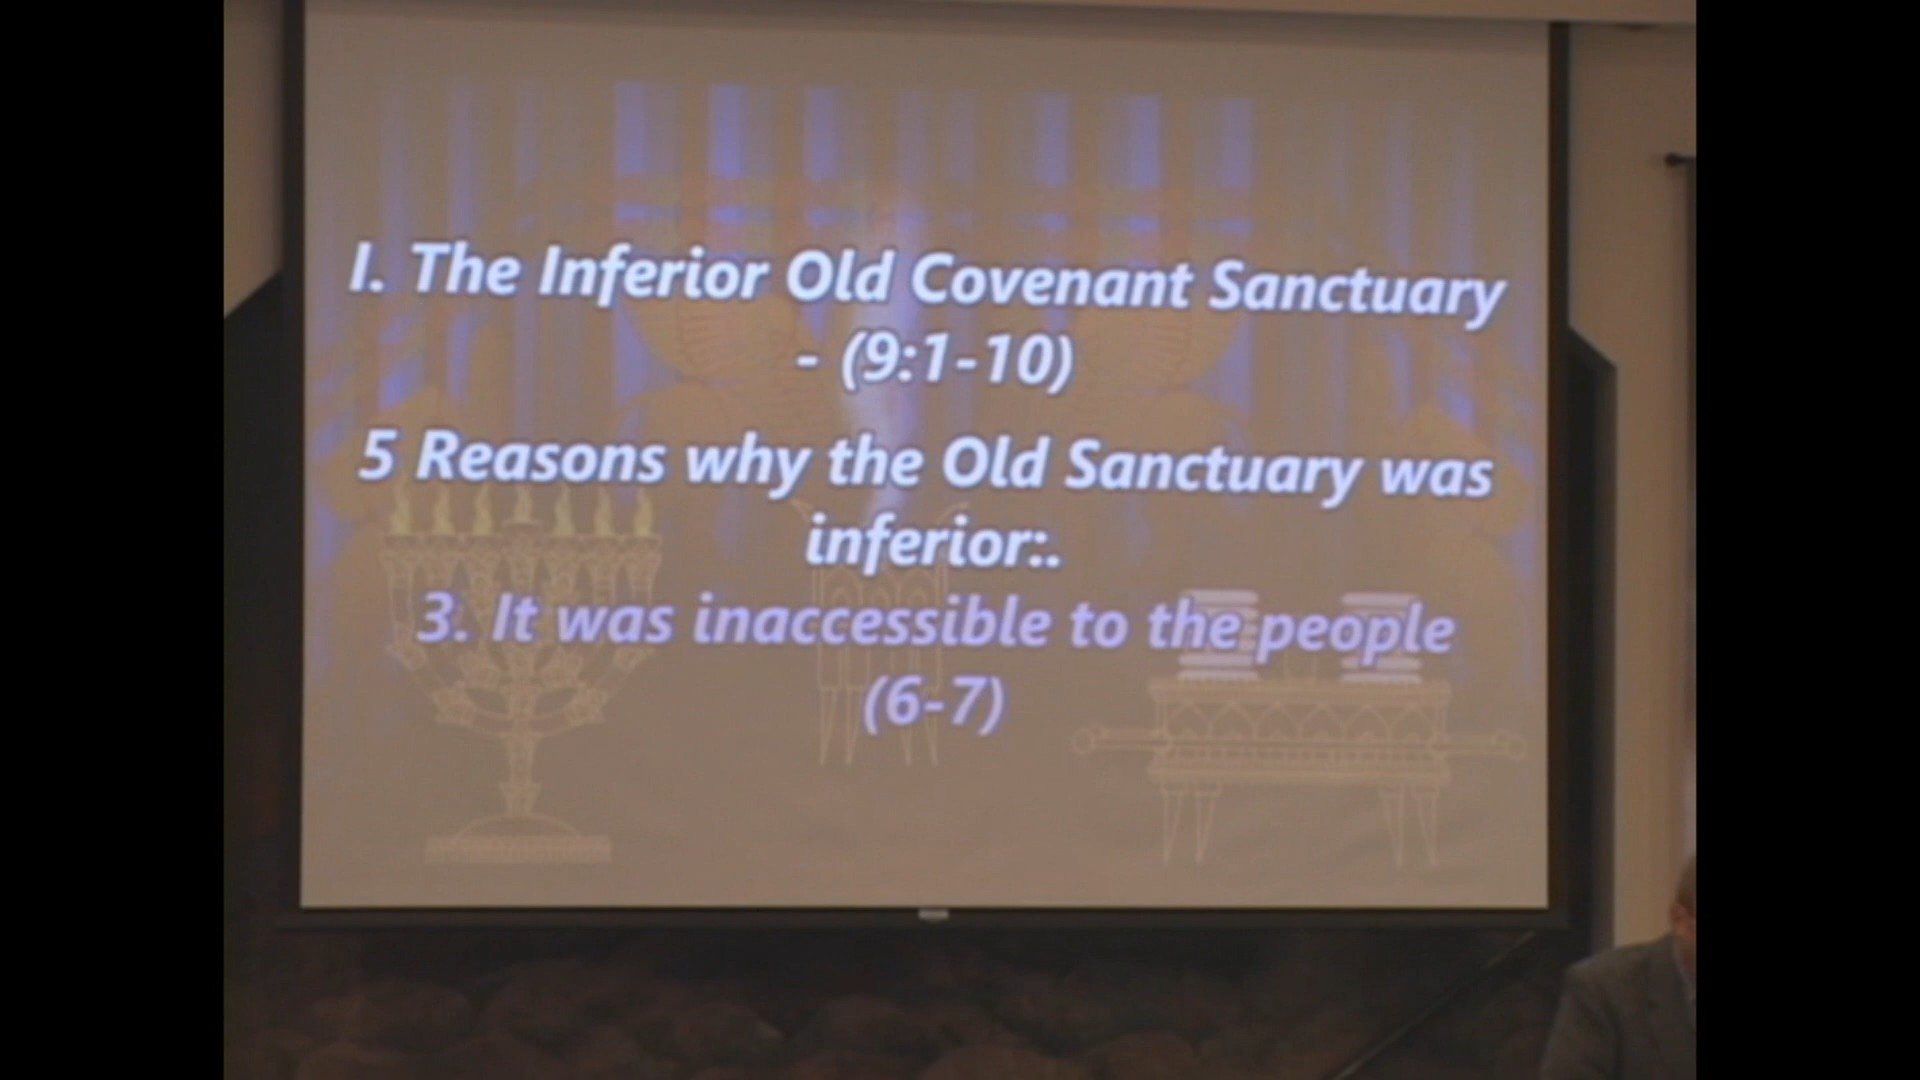 I. The Inferior Old Covenant Sanctuary
- (9:1-10)
5 Reasons why the Old Sanctuary was
inferior:.
3. It was inaccessible to the people
(6-7)